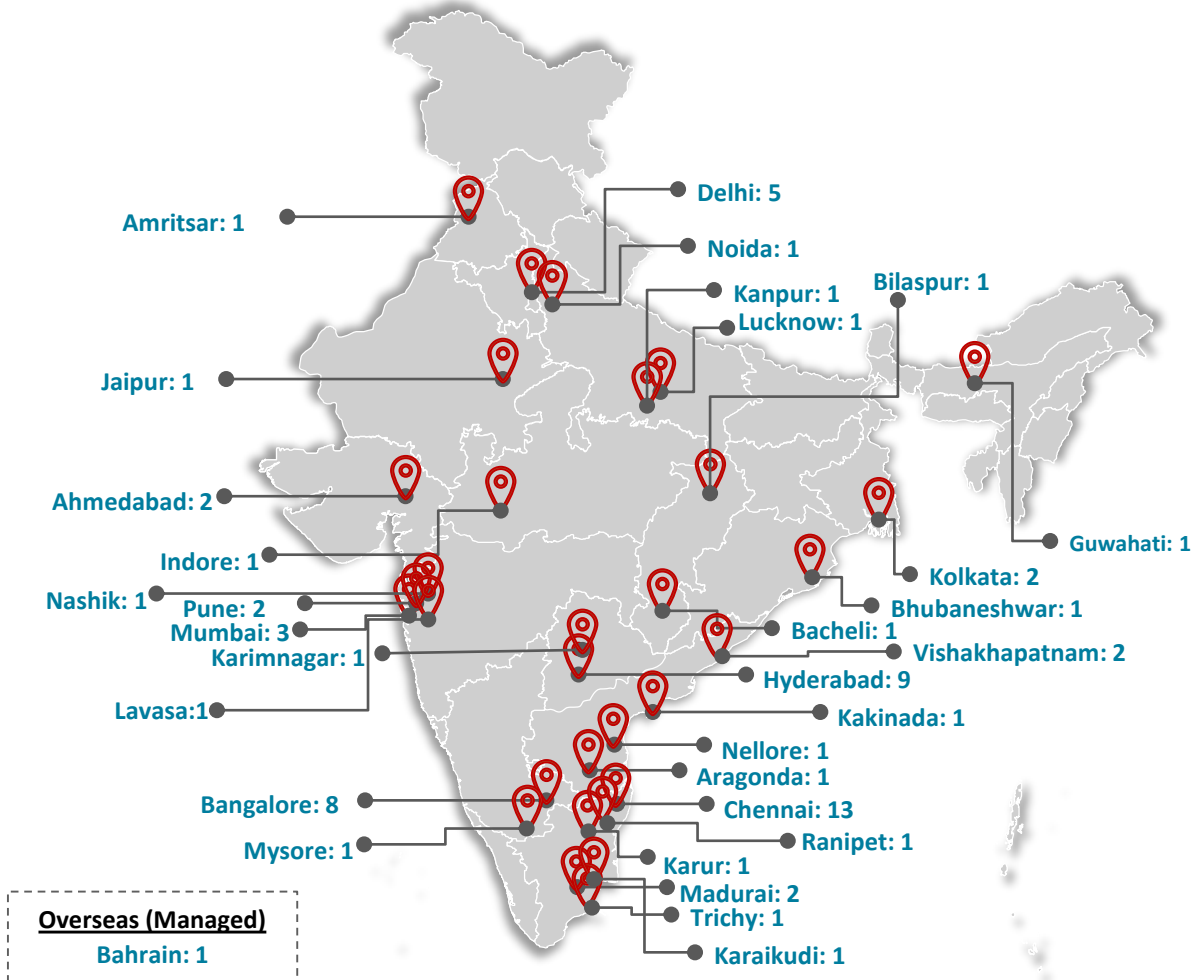 Delhi: 5
Amritsar: 1
Noida: 1
Bilaspur: 1
Kanpur: 1
Lucknow: 1
Jaipur: 1
Ahmedabad: 2
Guwahati: 1
Indore: 1
Kolkata: 2
Nashik: 1
Pune: 2
Bhubaneshwar: 1
Mumbai: 3
Bacheli: 1
Karimnagar: 1
Vishakhapatnam: 2
Hyderabad: 9
Lavasa:1
Kakinada: 1
Nellore: 1
Aragonda: 1
Bangalore: 8
Chennai: 13
Ranipet: 1
Mysore: 1
Karur: 1
Madurai: 2
Trichy: 1
Karaikudi: 1
Overseas (Managed)
Bahrain: 1